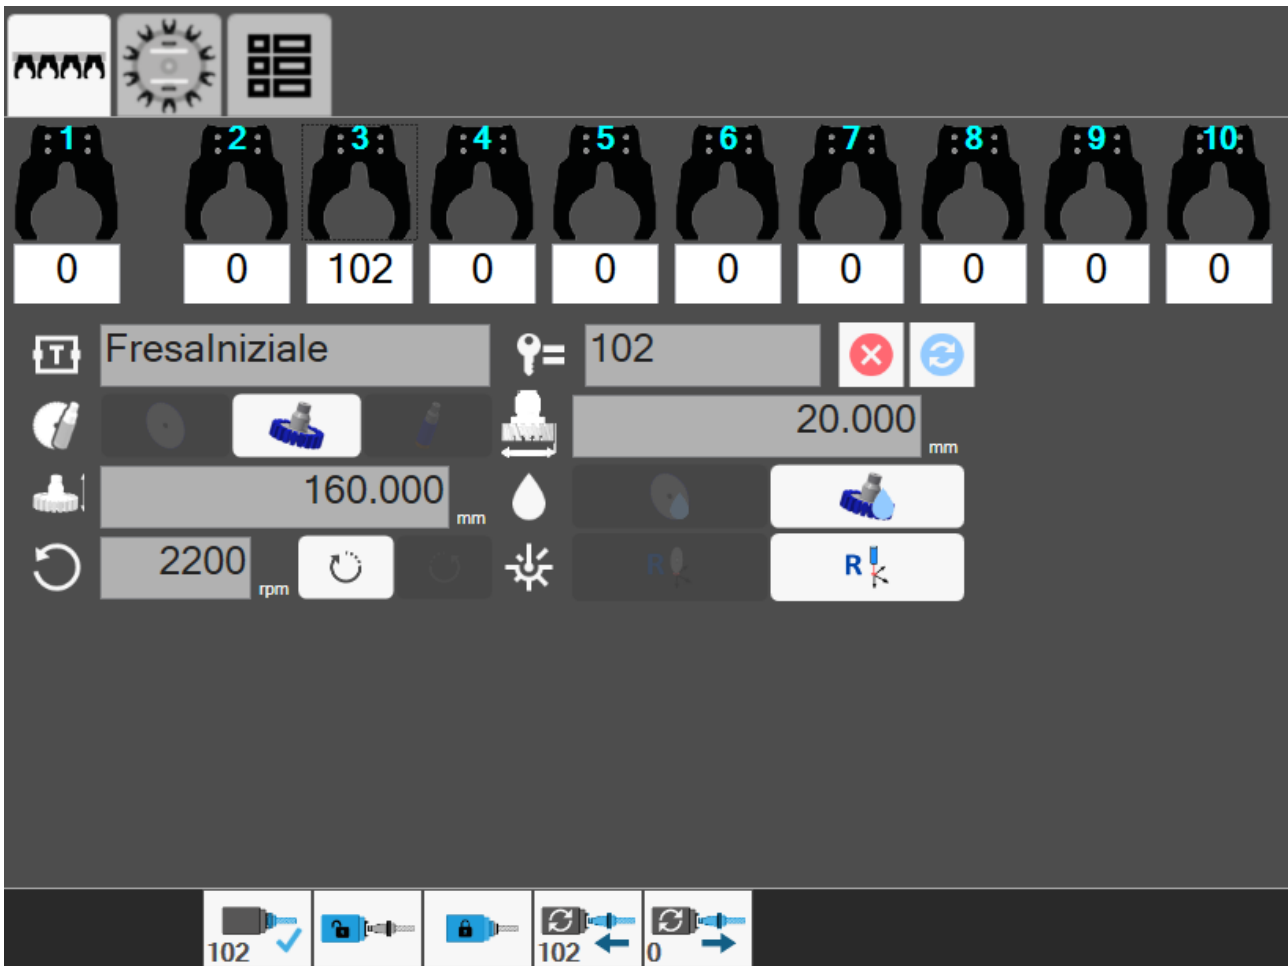 1 2 3 4 5 6 7 8 9 10
0 0 102 0 0 0 0 0 0 0
T FresaIniziale = 102
20.000 mm
160.000 mm
2200 rpm R R
102 102 0